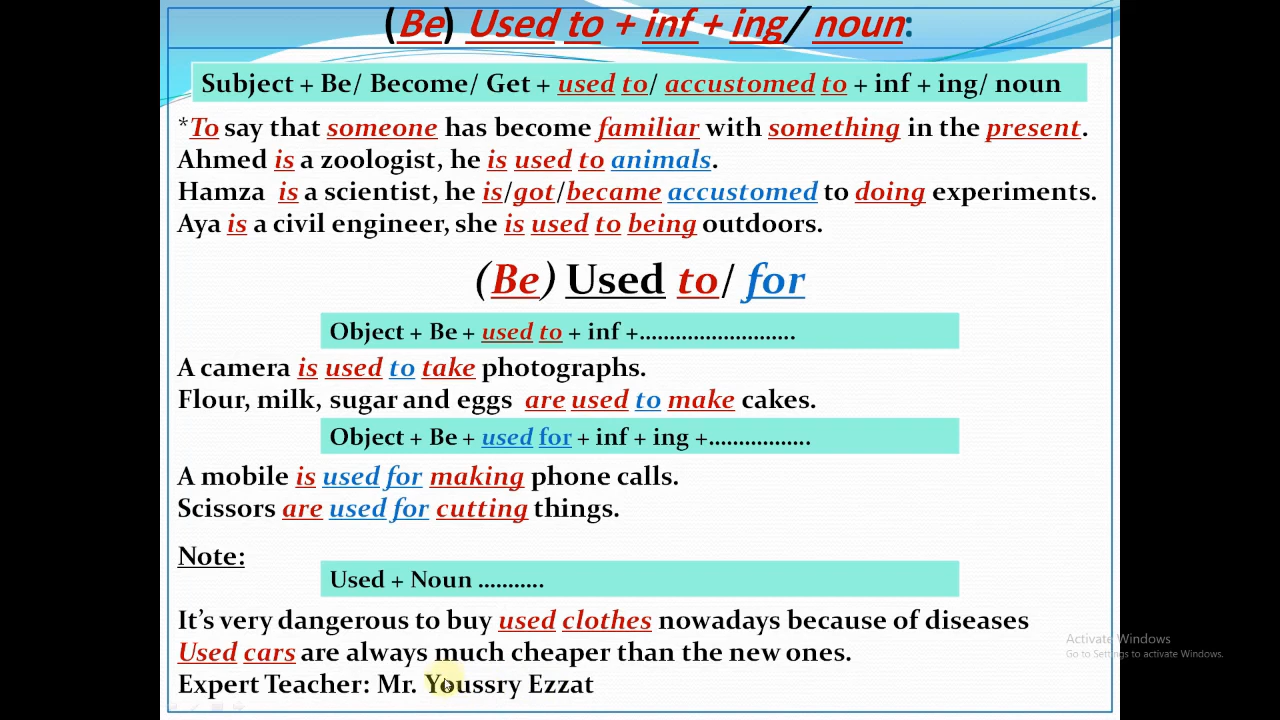 (Be) Used to + inf + ing/ noun:
Subject + Be/ Become/ Get + used to/ accustomed to + inf + ing/ noun
*To say that someone has become familiar with something in the present.
Ahmed is a zoologist, he is used to animals.
Hamza is a scientist, he is/got/became accustomed to doing experiments.
Aya is a civil engineer, she is used to being outdoors.
(Be) Used to/ for
Object + Be + used to + inf +..........................
A camera is used to take photographs.
Flour, milk, sugar and eggs are used to make cakes.
Object + Be + used for + inf + ing +.................
A mobile is used for making phone calls.
Scissors are used for cutting things.
Note:
Used + Noun ...........
It's very dangerous to buy used clothes nowadays because of diseases
Used cars are always much cheaper than the new ones.
Expert Teacher: Mr. Youssry Ezzat
Activate Windows
Go to Settings to activate Windows.